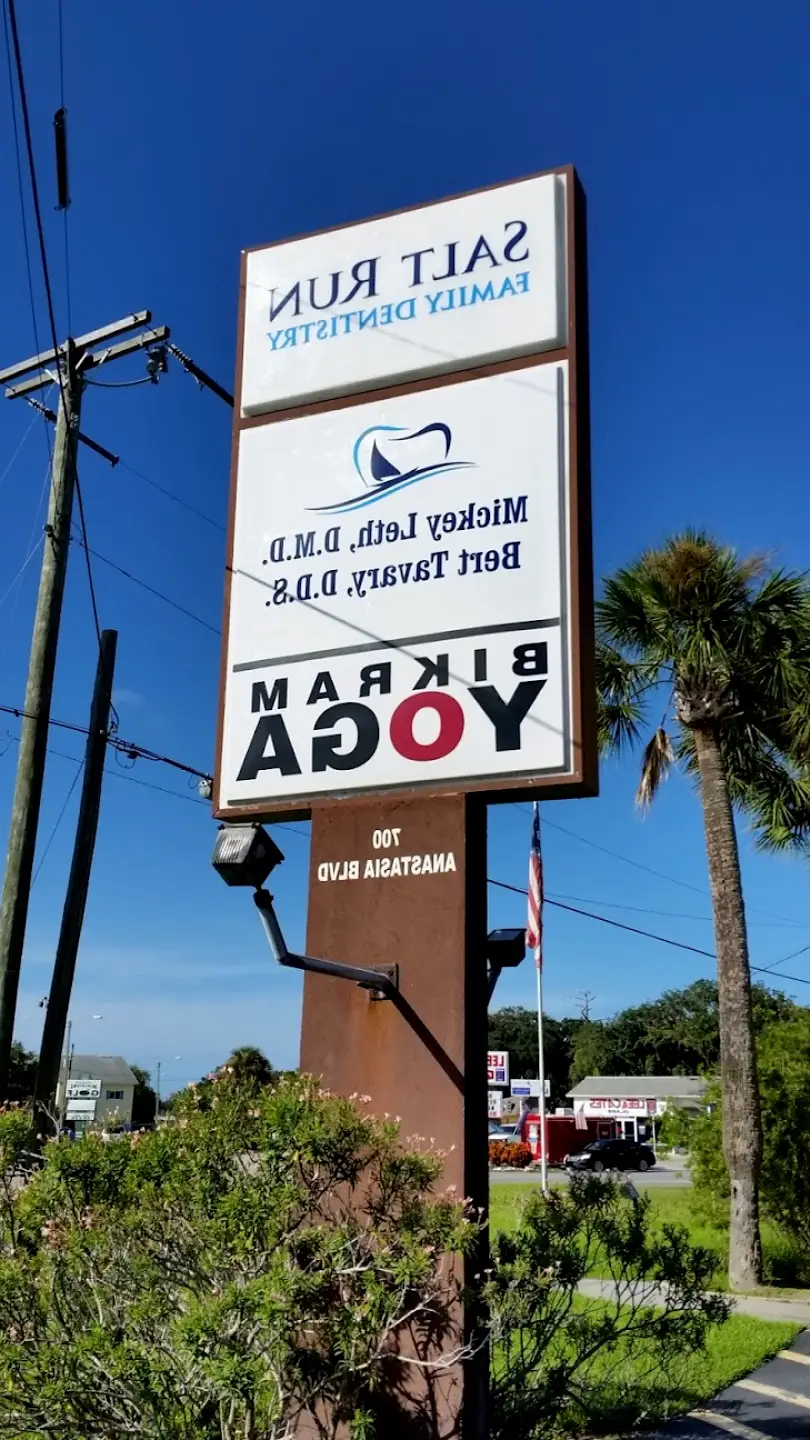 SALT RUN
FAMILY DENTISTRY
Mickey Leth, D.M.D.
Bert Tavary, D.D.S.
BIKRAM
YOGA
700
ANASTASIA BLVD